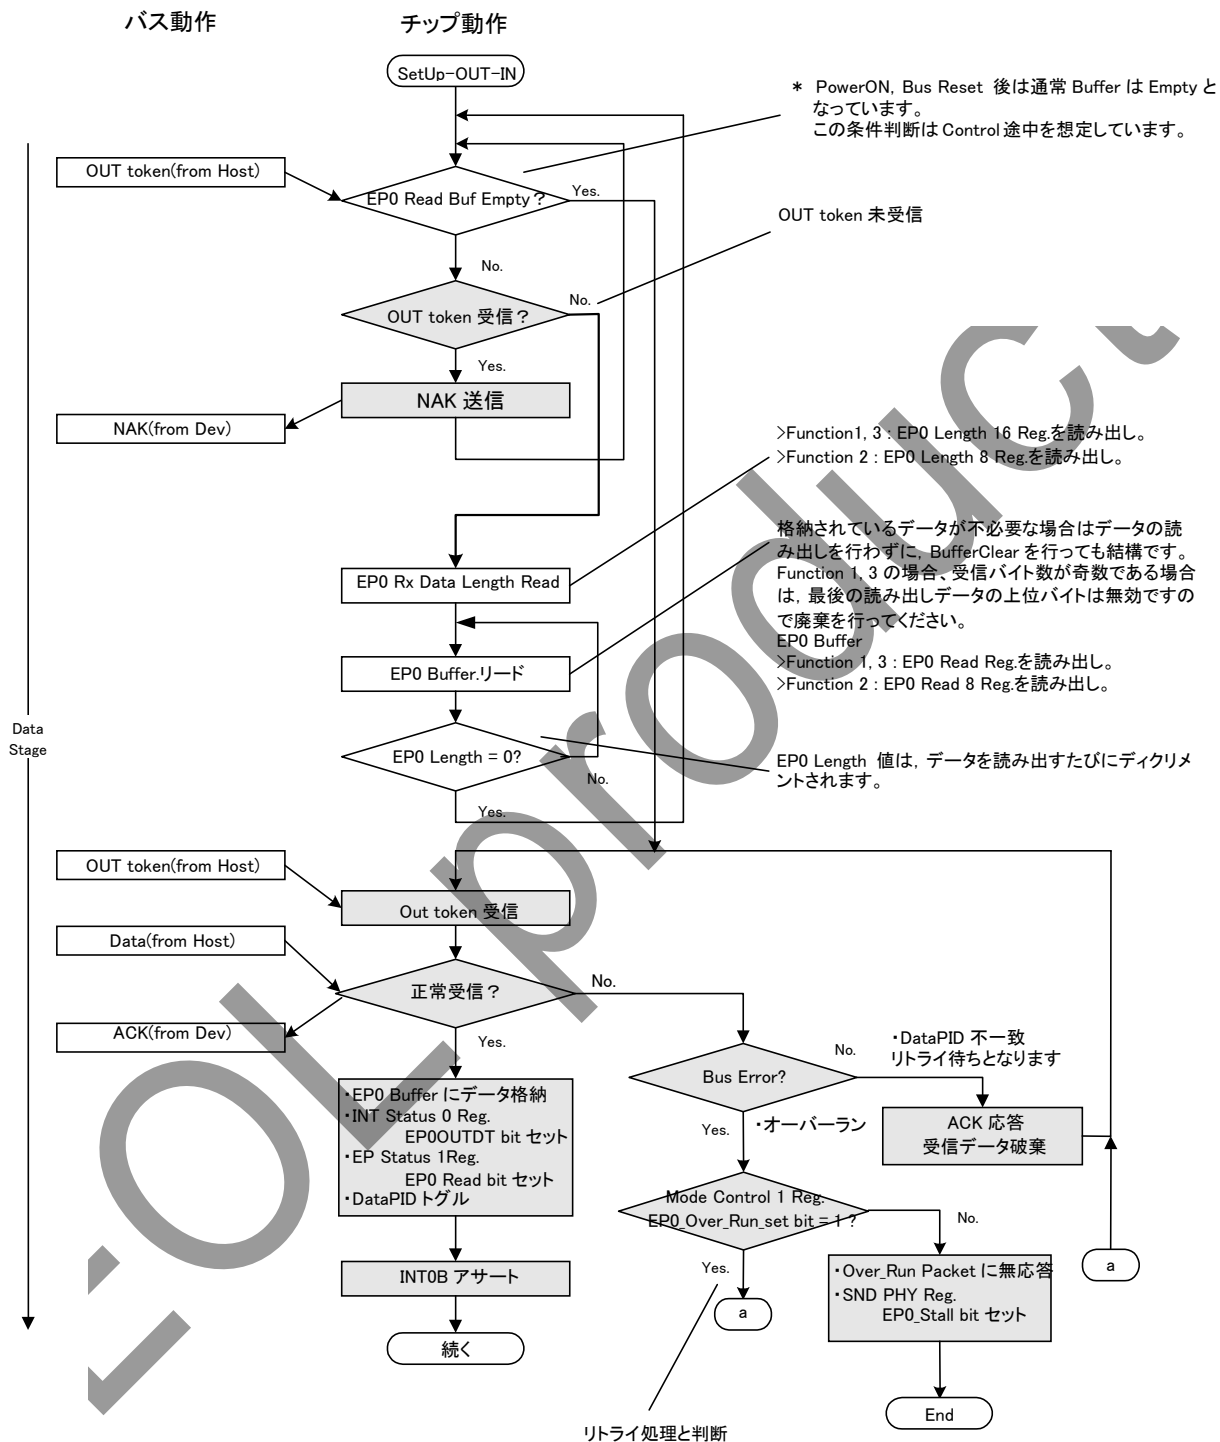 バス動作
チップ動作
SetUp-OUT-IN
* PowerON, Bus Reset 後は通常 Buffer は Empty と
なっています。
この条件判断は Control 途中を想定しています。
OUT token(from Host)
EP0 Read Buf Empty？
Yes.
OUT token 未受信
No.
No.
OUT token 受信？
Yes.
NAK 送信
NAK(from Dev)
>Function1, 3 : EP0 Length 16 Reg.を読み出し。
>Function 2 : EP0 Length 8 Reg.を読み出し。
格納されているデータが不必要な場合はデータの読
み出しを行わずに, BufferClear を行っても結構です。
Function 1, 3 の場合、受信バイト数が奇数である場合
は, 最後の読み出しデータの上位バイトは無効ですの
で廃棄を行ってください。
EP0 Buffer
>Function 1, 3 : EP0 Read Reg.を読み出し。
>Function 2 : EP0 Read 8 Reg.を読み出し。
EP0 Rx Data Length Read
EP0 Buffer.リード
Data
Stage
EP0 Length = 0?
No.
EP0 Length 値は, データを読み出すたびにディクリメ
ントされます。
Yes.
OUT token(from Host)
Out token 受信
Data(from Host)
正常受信？
No.
ACK(from Dev)
Yes.
Bus Error?
No.
・DataPID 不一致
リトライ待ちとなります
・EP0 Buffer にデータ格納
・INT Status 0 Reg.
EP0OUTDT bit セット
・EP Status 1Reg.
EP0 Read bit セット
・DataPID トグル
Yes.
・オーバーラン
ACK 応答
受信データ破棄
Mode Control 1 Reg.
EP0_Over_Run_set bit = 1 ?
No.
INT0B アサート
Yes.
・Over_Run Packet に無応答
・SND PHY Reg.
EP0_Stall bit セット
a
a
続く
End
リトライ処理と判断
EOL product